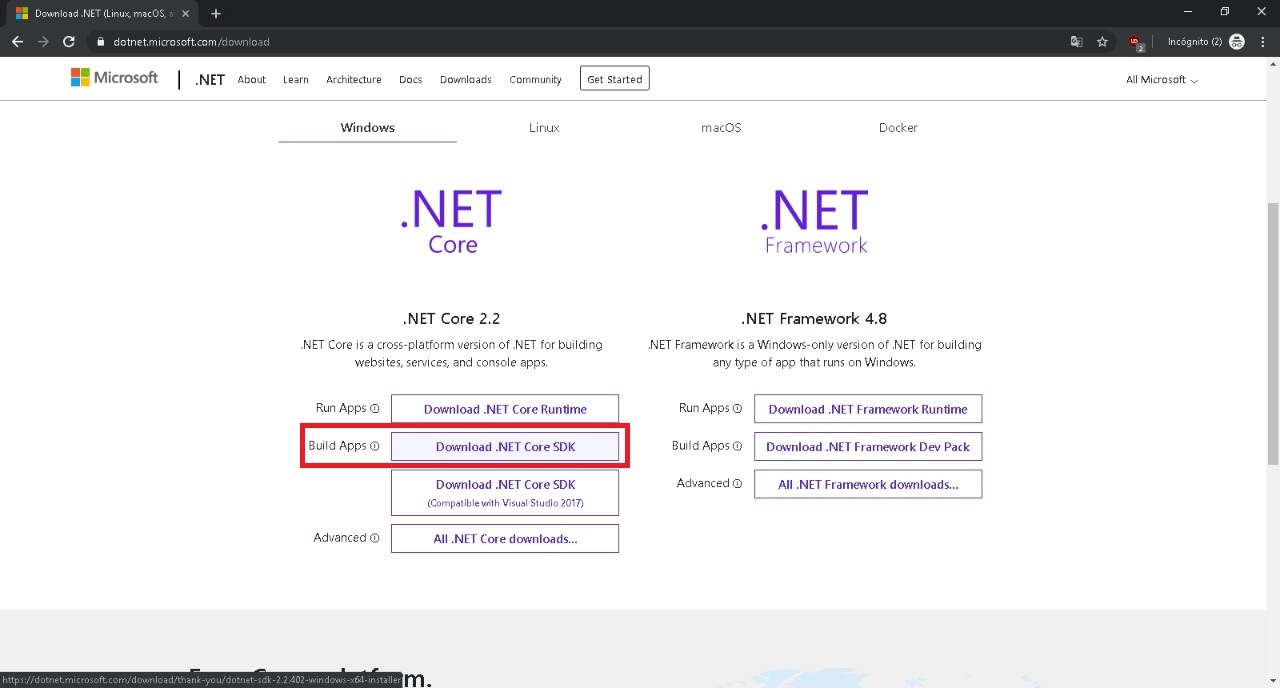 Download .NET (Linux, macOS, a
dotnet.microsoft.com/download
2
Incógnito (2)
Microsoft
.NET
About
Learn
Architecture
Docs
Downloads
Community
Get Started
All Microsoft
Windows
Linux
macOS
Docker
.NET
Core
.NET
Framework
.NET Core 2.2
.NET Core is a cross-platform version of .NET for building
websites, services, and console apps.
Run Apps
Download .NET Core Runtime
Build Apps
Download .NET Core SDK
Download .NET Core SDK
(Compatible with Visual Studio 2017)
Advanced
All .NET Core downloads...
.NET Framework 4.8
.NET Framework is a Windows-only version of .NET for building
any type of app that runs on Windows.
Run Apps
Download .NET Framework Runtime
Build Apps
Download .NET Framework Dev Pack
Advanced
All .NET Framework downloads...
https://dotnet.microsoft.com/download/thank-you/dotnet-sdk-2.2.402-windows-x64-installer